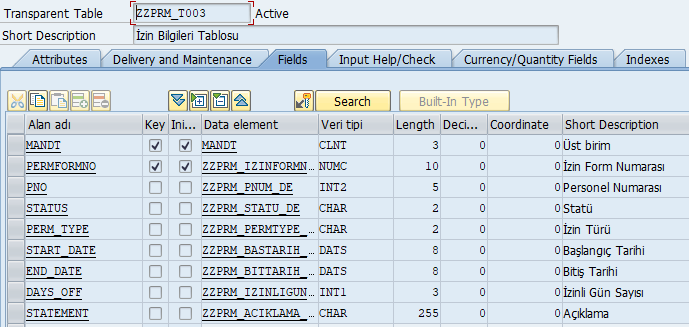 Transparent Table ZZPRM_T003 Active
Short Description İzin Bilgileri Tablosu
Attributes Delivery and Maintenance Fields Input Help/Check Currency/Quantity Fields Indexes
Search Built-In Type
Alan adı Key Ini... Data element Veri tipi Length Deci... Coordinate Short Description
MANDT MANDT CLNT 3 0 0 Üst birim
PERMFORMNO ZZPRM_IZINFORMN... NUMC 10 0 0 İzin Form Numarası
PNO ZZPRM_PNUM_DE INT2 5 0 0 Personel Numarası
STATUS ZZPRM_STATU_DE CHAR 2 0 0 Statü
PERM_TYPE ZZPRM_PERMTYPE_... CHAR 2 0 0 İzin Türü
START_DATE ZZPRM_BASTARIH_... DATS 8 0 0 Başlangıç Tarihi
END_DATE ZZPRM_BITTARIH_... DATS 8 0 0 Bitiş Tarihi
DAYS_OFF ZZPRM_IZINLIGUN... INT1 3 0 0 İzinli Gün Sayısı
STATEMENT ZZPRM_ACIKLAMA_... CHAR 255 0 0 Açıklama